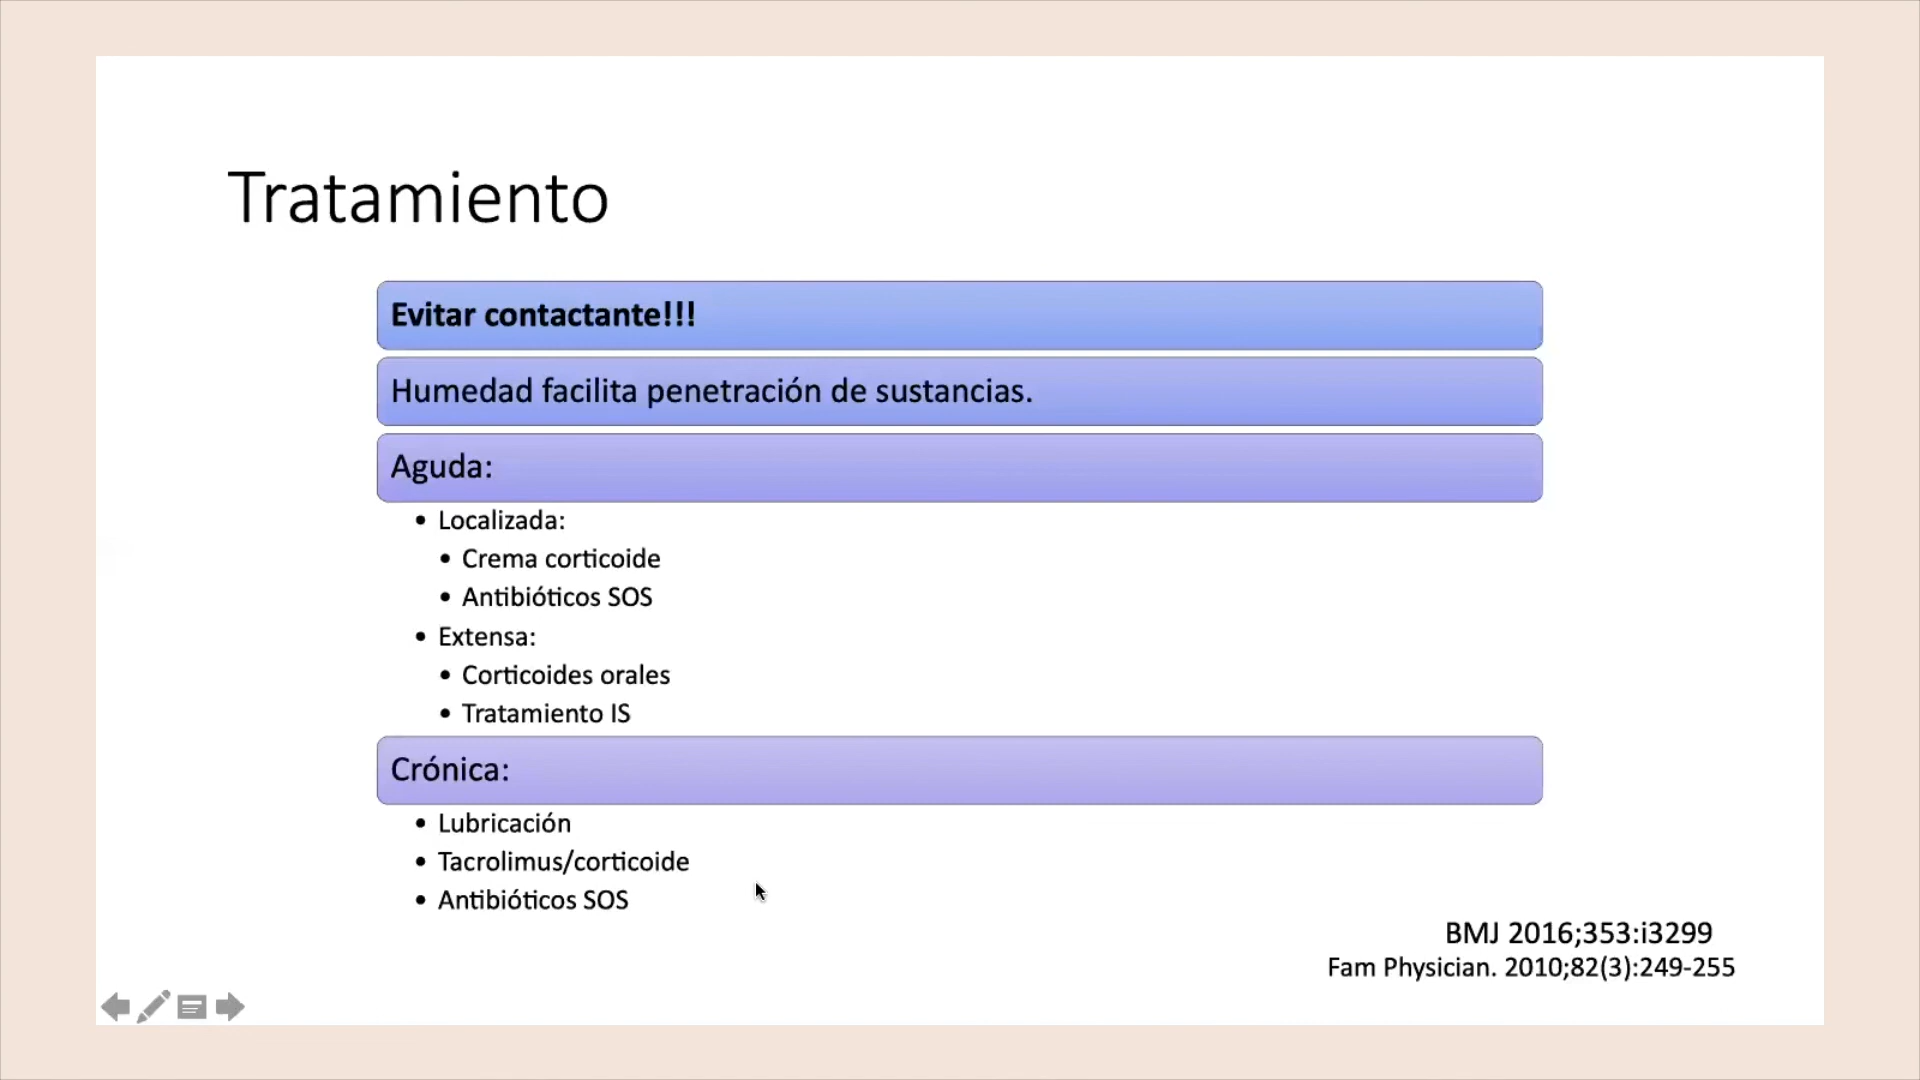 Tratamiento
Evitar contactante!!!
Humedad facilita penetración de sustancias.
Aguda:
• Localizada:
• Crema corticoide
• Antibióticos SOS
• Extensa:
• Corticoides orales
• Tratamiento IS
Crónica:
• Lubricación
• Tacrolimus/corticoide
• Antibióticos SOS
BMJ 2016;353:i3299
Fam Physician. 2010;82(3):249-255